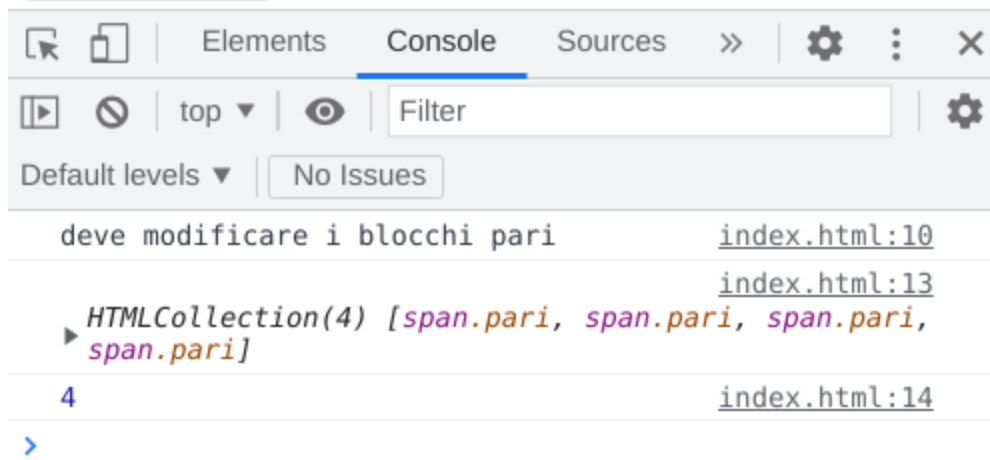 Elements Console Sources »
top ▼ Filter
Default levels ▼ No Issues
deve modificare i blocchi pari index.html:10
index.html:13
▶ HTMLCollection(4) [span.pari, span.pari, span.pari,
span.pari]
4 index.html:14